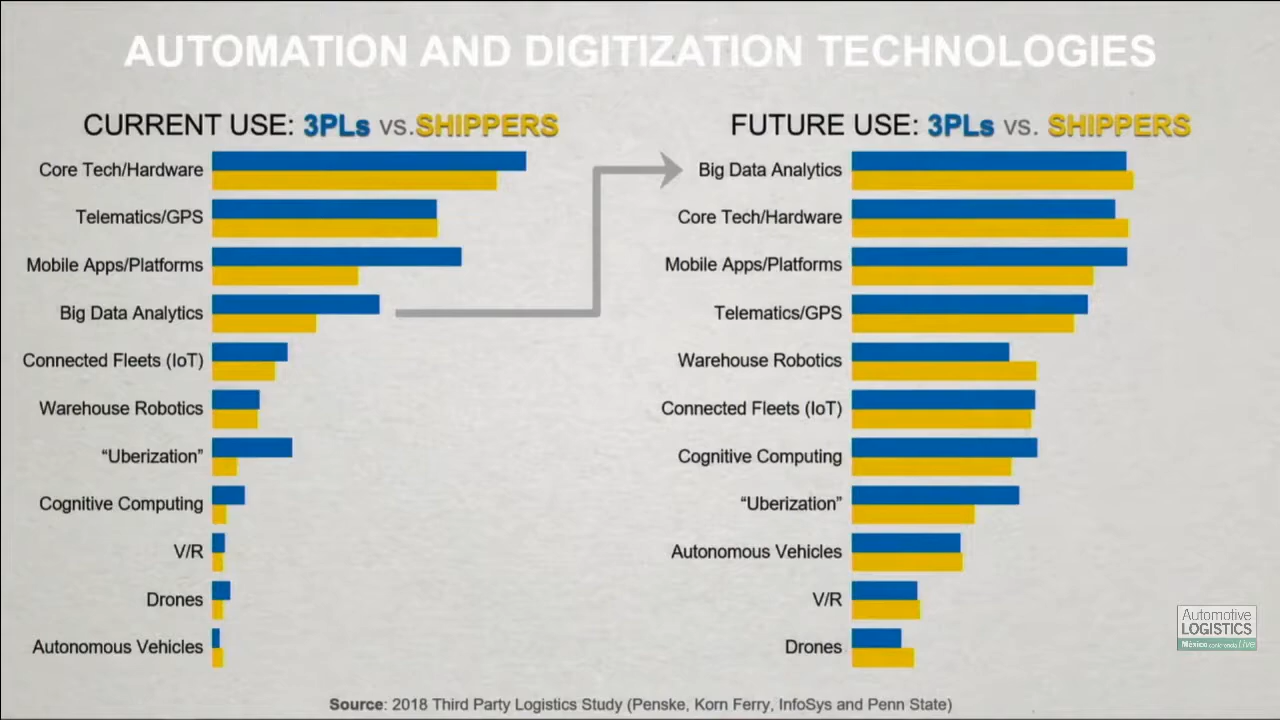 AUTOMATION AND DIGITIZATION TECHNOLOGIES
CURRENT USE: 3PLs vs.SHIPPERS
Core Tech/Hardware
Telematics/GPS
Mobile Apps/Platforms
Big Data Analytics
Connected Fleets (IoT)
Warehouse Robotics
“Uberization”
Cognitive Computing
V/R
Drones
Autonomous Vehicles
FUTURE USE: 3PLs vs. SHIPPERS
Big Data Analytics
Core Tech/Hardware
Mobile Apps/Platforms
Telematics/GPS
Warehouse Robotics
Connected Fleets (IoT)
Cognitive Computing
“Uberization”
Autonomous Vehicles
V/R
Drones
Automotive
LOGISTICS
México conferencia Live
Source: 2018 Third Party Logistics Study (Penske, Korn Ferry, InfoSys and Penn State)